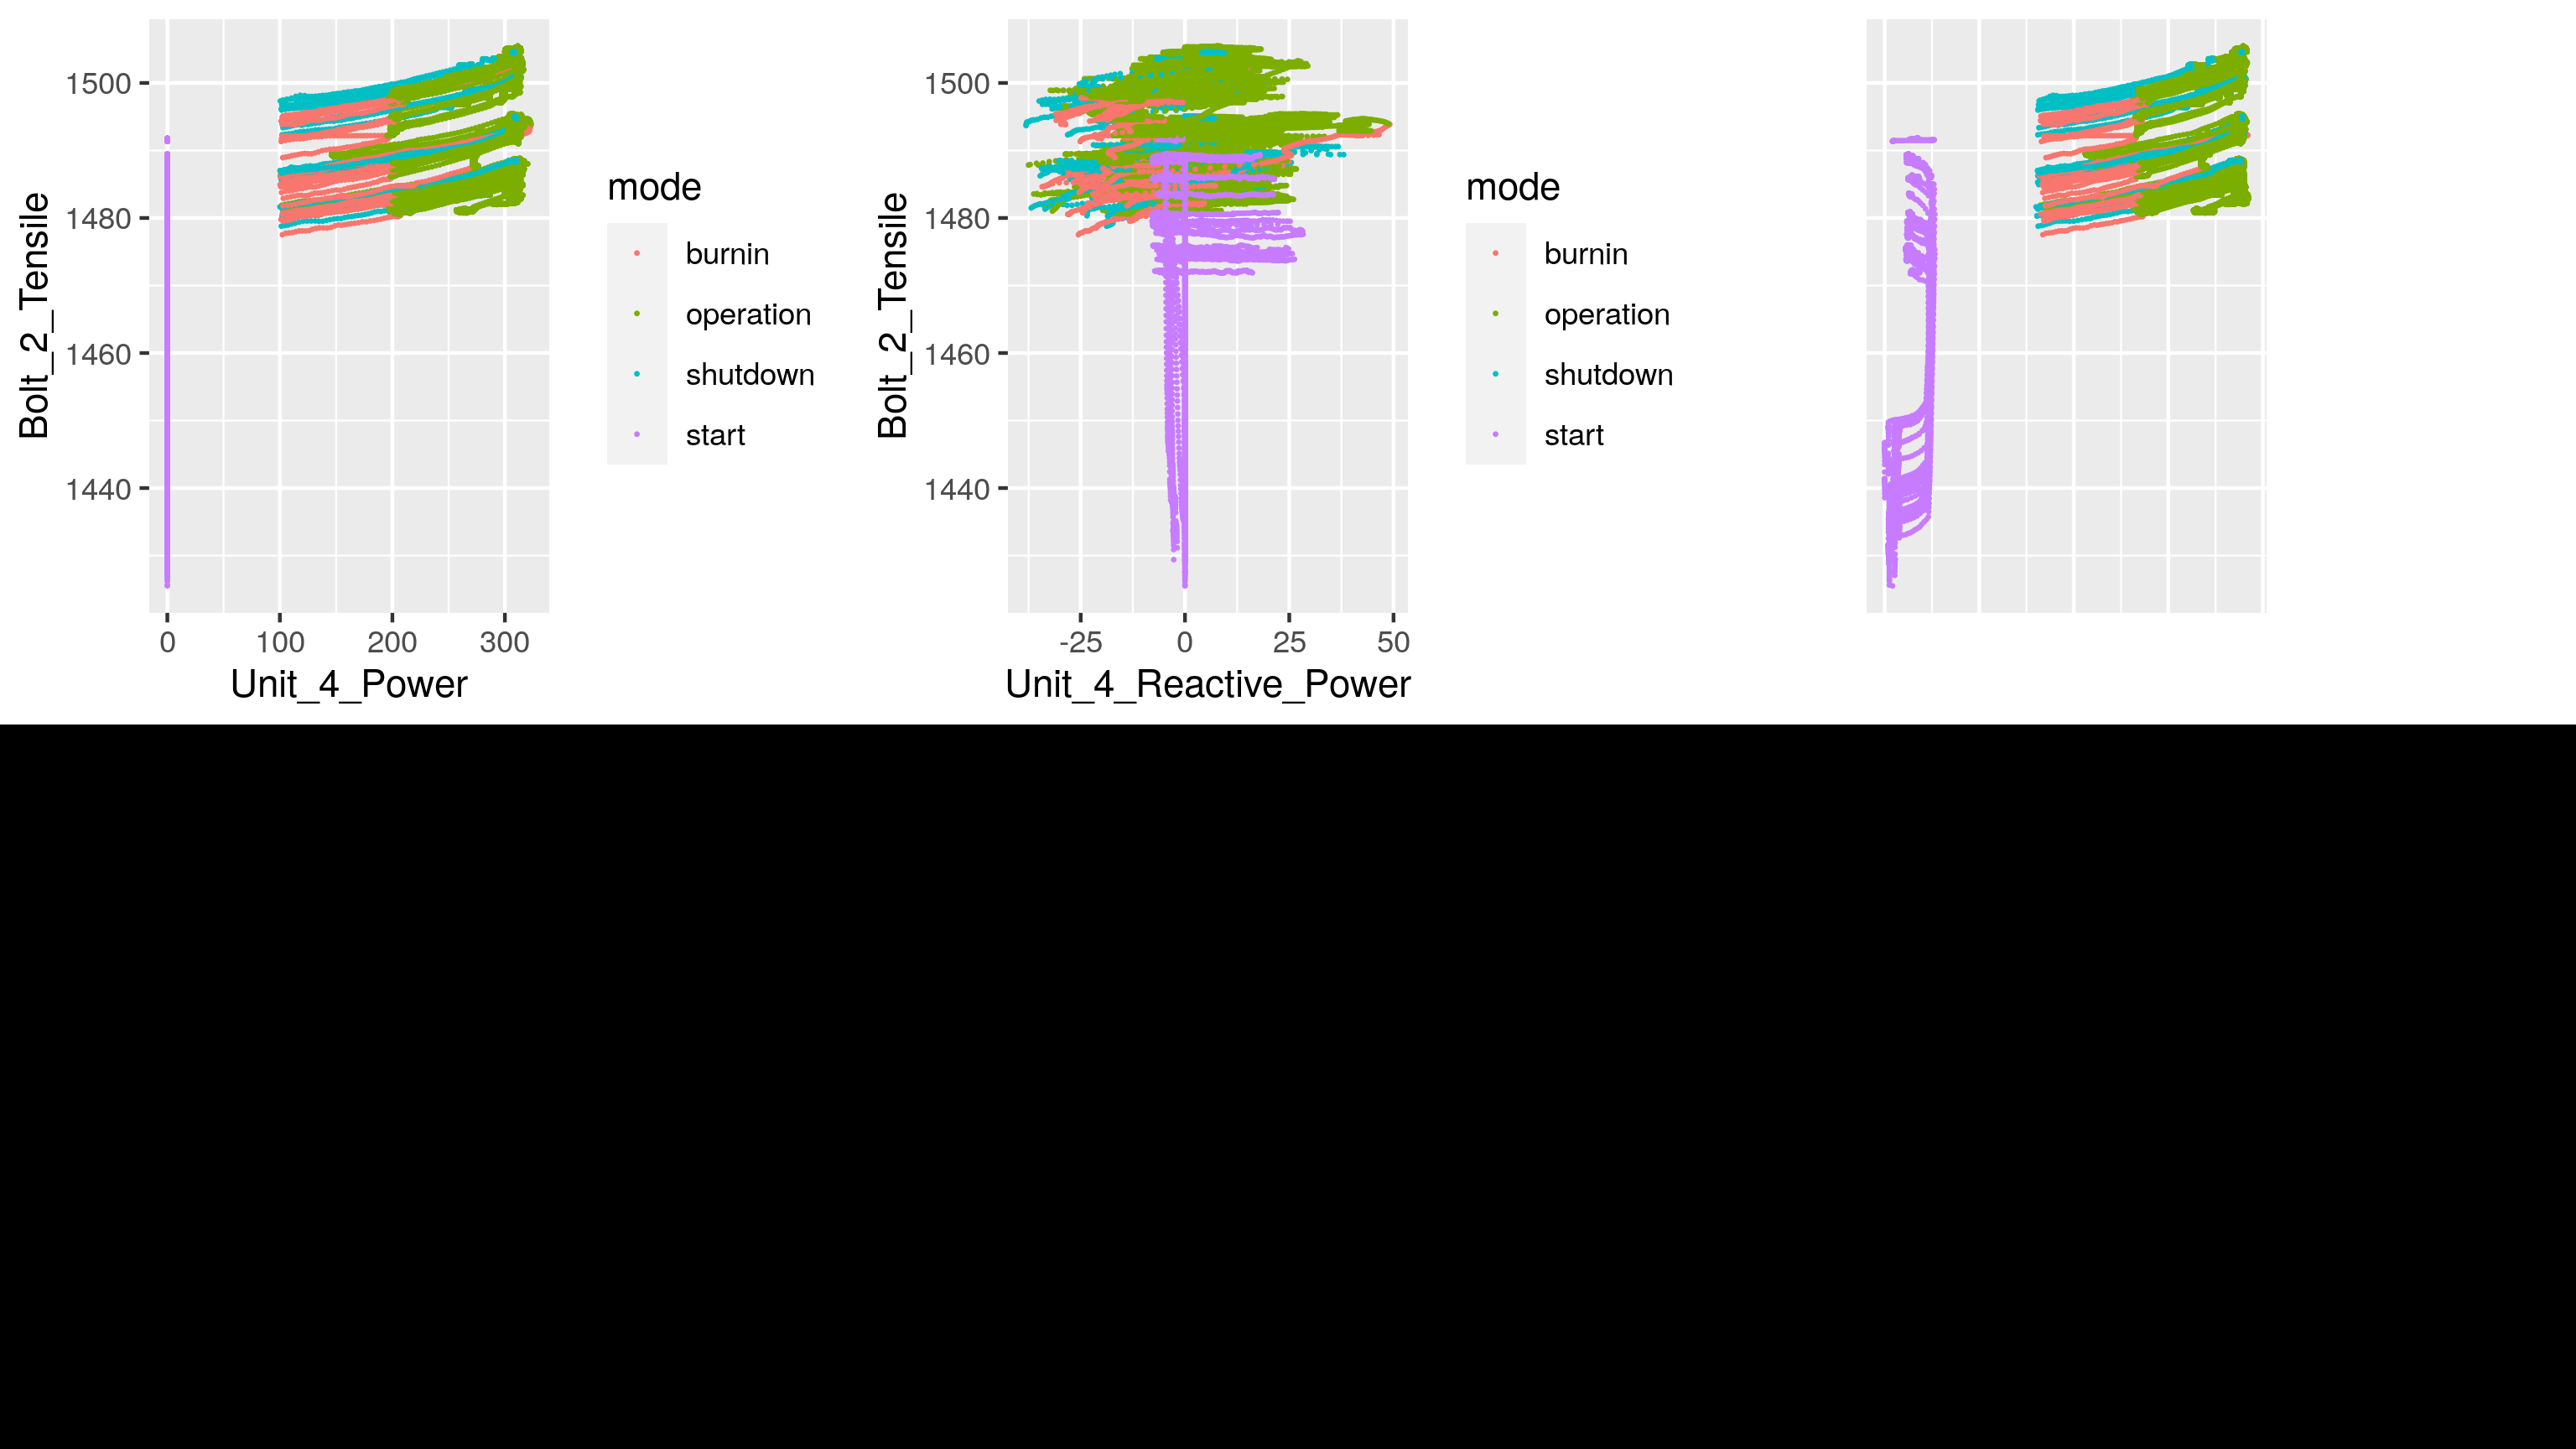 Bolt_2_Tensile
1500
1480
1460
1440
0 100 200 300
Unit_4_Power
mode
burnin
operation
shutdown
start
Bolt_2_Tensile
1500
1480
1460
1440
-25 0 25 50
Unit_4_Reactive_Power
mode
burnin
operation
shutdown
start